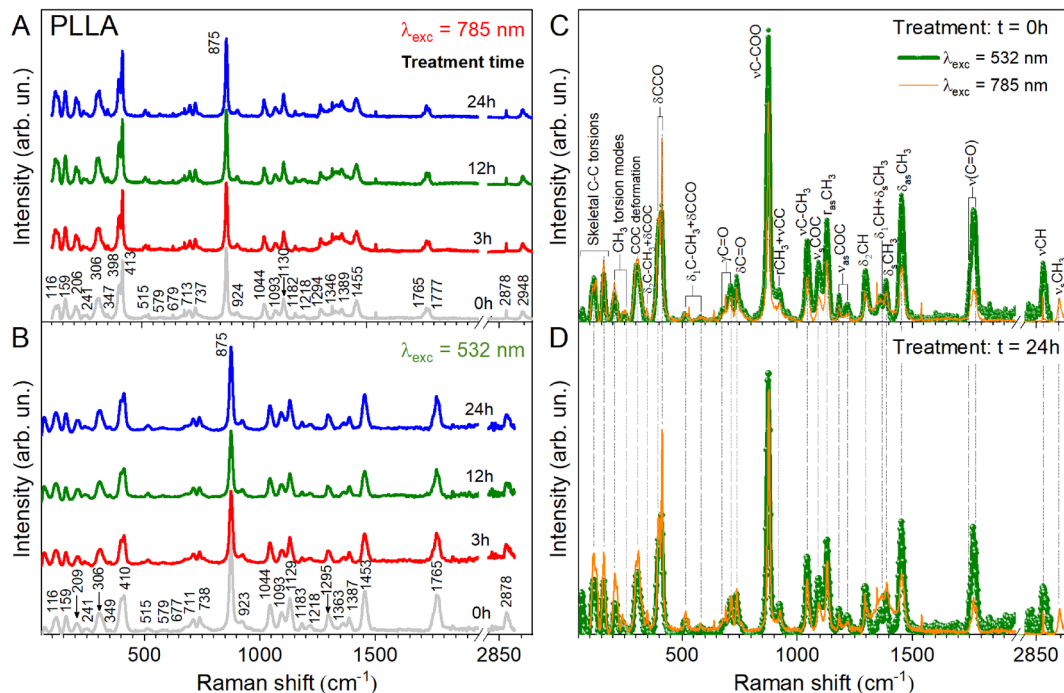 A PLLA
λexc = 785 nm
Treatment time
875
24h
12h
3h
0h
116 159 206 241 306 347 398 413 515 579 679 713 737 924 1044 1093 1130 1182 1218 1294 1346 1389 1455 1765 1777 2878 2948
Intensity (arb. un.)
B
λexc = 532 nm
875
24h
12h
3h
0h
116 159 209 241 306 349 410 515 579 677 711 738 923 1044 1093 1129 1183 1218 1295 1363 1387 1453 1765 2878
Intensity (arb. un.)
500 1000 1500 2850
Raman shift (cm-1)
C
Treatment: t = 0h
λexc = 532 nm
λexc = 785 nm
Skeletal C-C torsions
CH3 torsion modes
COC deformation
δ2C-CH3+δCOC
δCCO
δ1C-CH3+δCCO
γC=O
δC=O
νC-COO
rCH3+νCC
νC-CH3
νsCOC
rasCH3
νasCOC
δ2CH
δ1CH+δsCH3
δsCH3
δasCH3
ν(C=O)
νCH
νsCH3
Intensity (arb. un.)
D
Treatment: t = 24h
Intensity (arb. un.)
500 1000 1500 2850
Raman shift (cm-1)